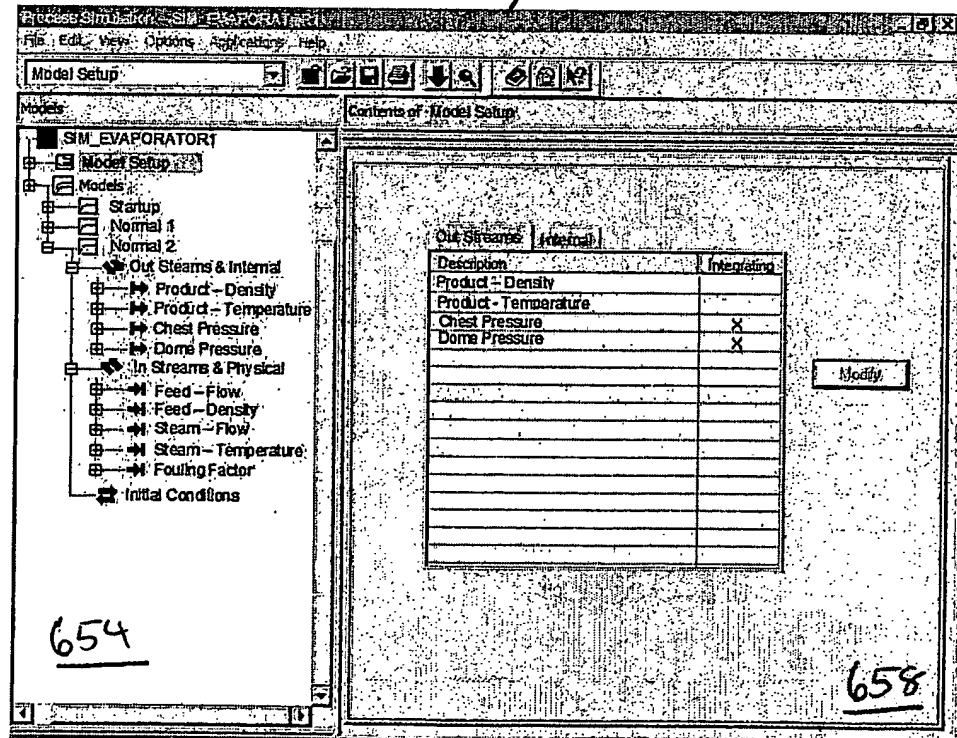 Process Simulation - SIM_EVAPORATOR1
File Edit View Options Applications Help
Model Setup
Models
Contents of Model Setup
SIM_EVAPORATOR1
Model Setup
Models
Startup
Normal 1
Normal 2
Out Steams & Internal
Product - Density
Product - Temperature
Chest Pressure
Dome Pressure
In Streams & Physical
Feed - Flow
Feed - Density
Steam - Flow
Steam - Temperature
Fouling Factor
Initial Conditions
654
Out Streams Internal
Description Integrating
Product - Density
Product - Temperature
Chest Pressure X
Dome Pressure X
Modify
658